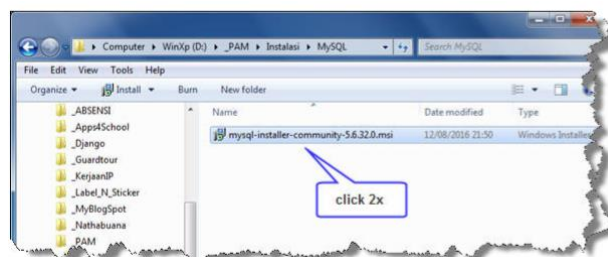 Computer ▸ WinXp (D:) ▸ _PAM ▸ Instalasi ▸ MySQL
Search MySQL
File Edit View Tools Help
Organize Install Burn New folder
Name Date modified Type
_ABSENSI
_Apps4School
_Django
_Guardtour
_KerjaanIP
_Label_N_Sticker
_MyBlogSpot
_Nathabuana
_PAM
mysql-installer-community-5.6.32.0.msi 12/08/2016 21:50 Windows Installer
click 2x